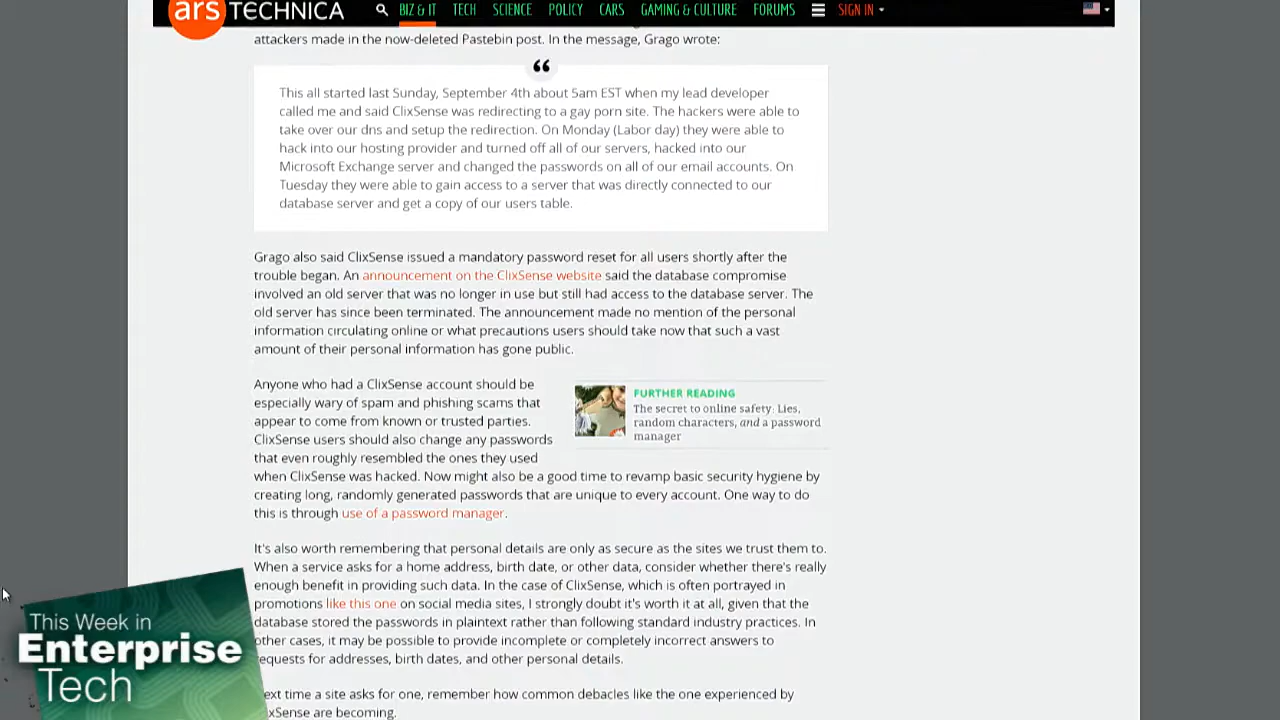 ars TECHNICA BIZ & IT TECH SCIENCE POLICY CARS GAMING & CULTURE FORUMS SIGN IN
attackers made in the now-deleted Pastebin post. In the message, Grago wrote:
“
This all started last Sunday, September 4th about 5am EST when my lead developer
called me and said ClixSense was redirecting to a gay porn site. The hackers were able to
take over our dns and setup the redirection. On Monday (Labor day) they were able to
hack into our hosting provider and turned off all of our servers, hacked into our
Microsoft Exchange server and changed the passwords on all of our email accounts. On
Tuesday they were able to gain access to a server that was directly connected to our
database server and get a copy of our users table.
Grago also said ClixSense issued a mandatory password reset for all users shortly after the
trouble began. An announcement on the ClixSense website said the database compromise
involved an old server that was no longer in use but still had access to the database server. The
old server has since been terminated. The announcement made no mention of the personal
information circulating online or what precautions users should take now that such a vast
amount of their personal information has gone public.
Anyone who had a ClixSense account should be
especially wary of spam and phishing scams that
appear to come from known or trusted parties.
ClixSense users should also change any passwords
that even roughly resembled the ones they used
when ClixSense was hacked. Now might also be a good time to revamp basic security hygiene by
creating long, randomly generated passwords that are unique to every account. One way to do
this is through use of a password manager.
FURTHER READING
The secret to online safety: Lies,
random characters, and a password
manager
It's also worth remembering that personal details are only as secure as the sites we trust them to.
When a service asks for a home address, birth date, or other data, consider whether there's really
enough benefit in providing such data. In the case of ClixSense, which is often portrayed in
promotions like this one on social media sites, I strongly doubt it's worth it at all, given that the
database stored the passwords in plaintext rather than following standard industry practices. In
other cases, it may be possible to provide incomplete or completely incorrect answers to
equests for addresses, birth dates, and other personal details.
ext time a site asks for one, remember how common debacles like the one experienced by
xSense are becoming.
This Week in
Enterprise
Tech